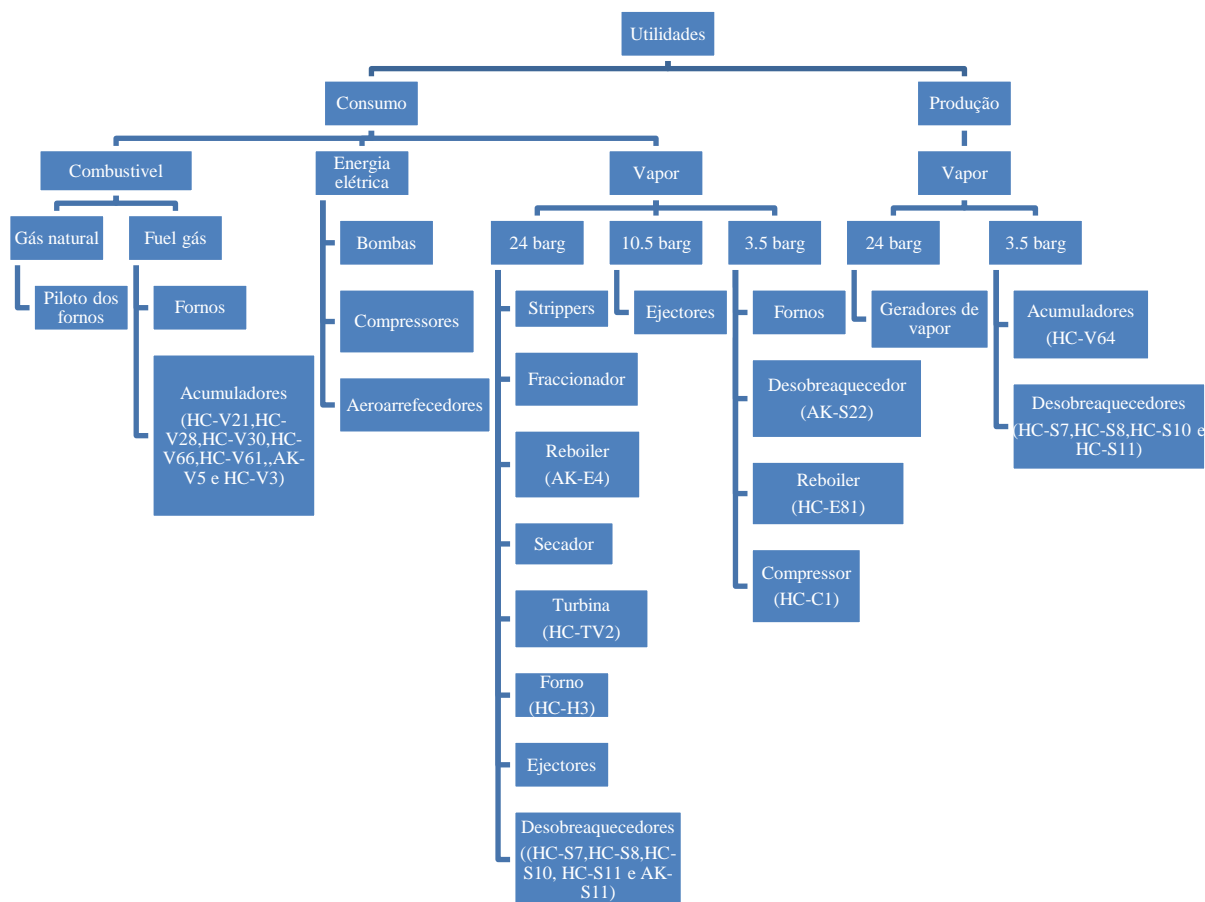 Utilidades
Consumo
Produção
Combustivel
Energia
elétrica
Vapor
Vapor
Gás natural
Fuel gás
Bombas
24 barg
10.5 barg
3.5 barg
24 barg
3.5 barg
Piloto dos
fornos
Fornos
Compressores
Strippers
Ejectores
Fornos
Geradores de
vapor
Acumuladores
(HC-V64
Acumuladores
(HC-V21,HC-
V28,HC-V30,HC-
V66,HC-V61,,AK-
V5 e HC-V3)
Aeroarrefecedores
Fraccionador
Desobreaquecedor
(AK-S22)
Desobreaquecedores
(HC-S7,HC-S8,HC-S10 e
HC-S11)
Reboiler
(AK-E4)
Reboiler
(HC-E81)
Secador
Compressor
(HC-C1)
Turbina
(HC-TV2)
Forno
(HC-H3)
Ejectores
Desobreaquecedores
((HC-S7,HC-S8,HC-
S10, HC-S11 e AK-
S11)